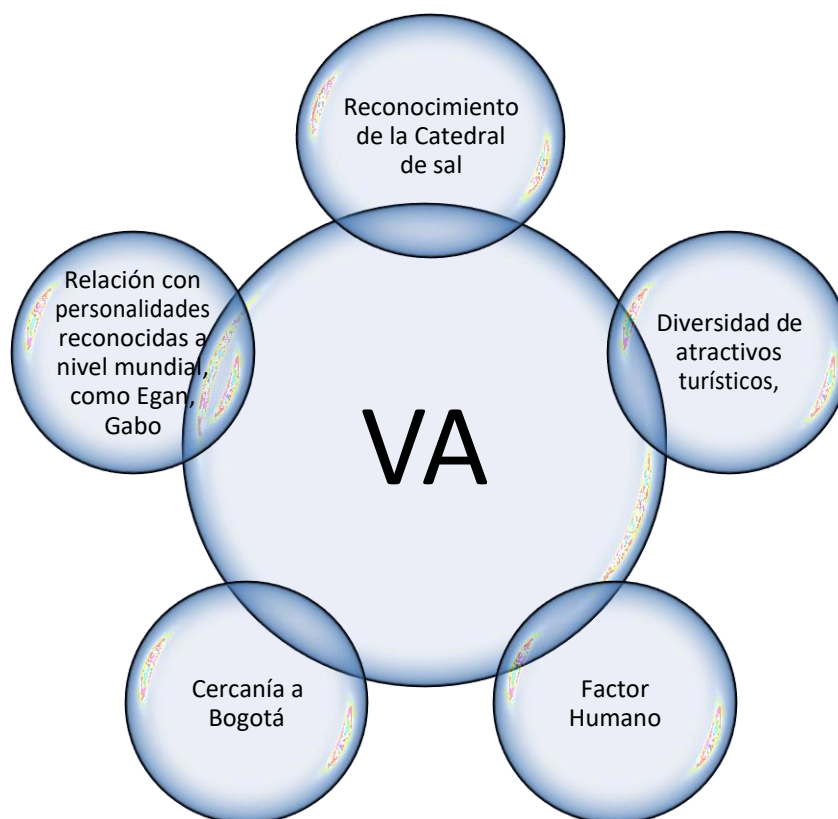 Reconocimiento
de la Catedral
de sal
Relación con
personalidades
reconocidas a
nivel mundial,
como Egan,
Gabo
Diversidad de
atractivos
turísticos,
VA
Cercanía a
Bogotá
Factor
Humano